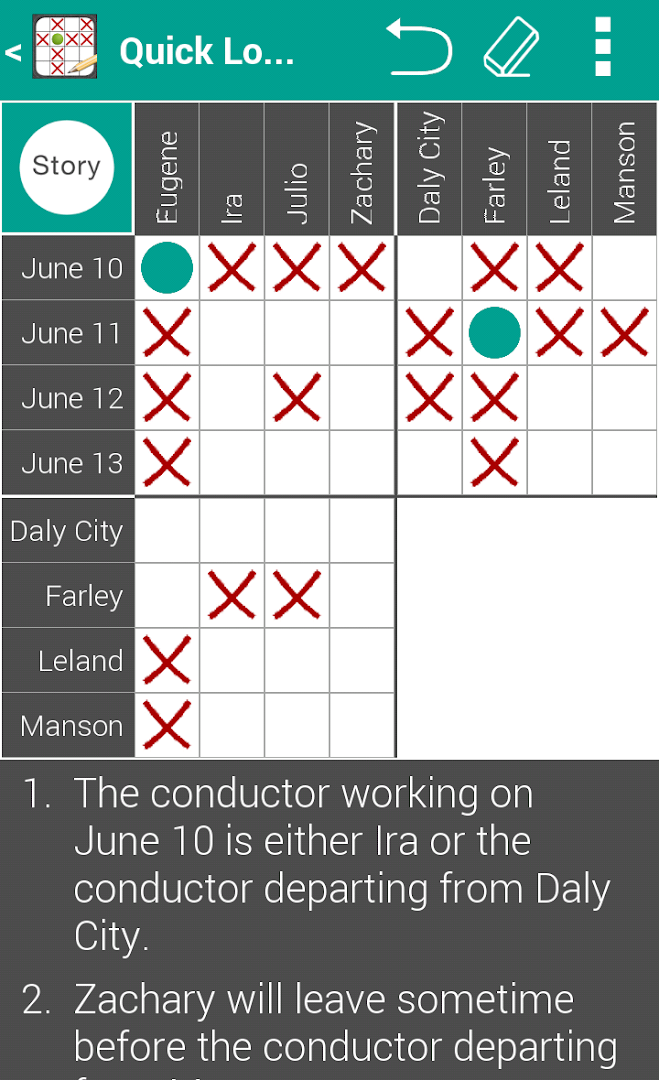 < Quick Lo...
Story
Eugene
Ira
Julio
Zachary
Daly City
Farley
Leland
Manson
June 10
June 11
June 12
June 13
Daly City
Farley
Leland
Manson
1. The conductor working on
June 10 is either Ira or the
conductor departing from Daly
City.
2. Zachary will leave sometime
before the conductor departing